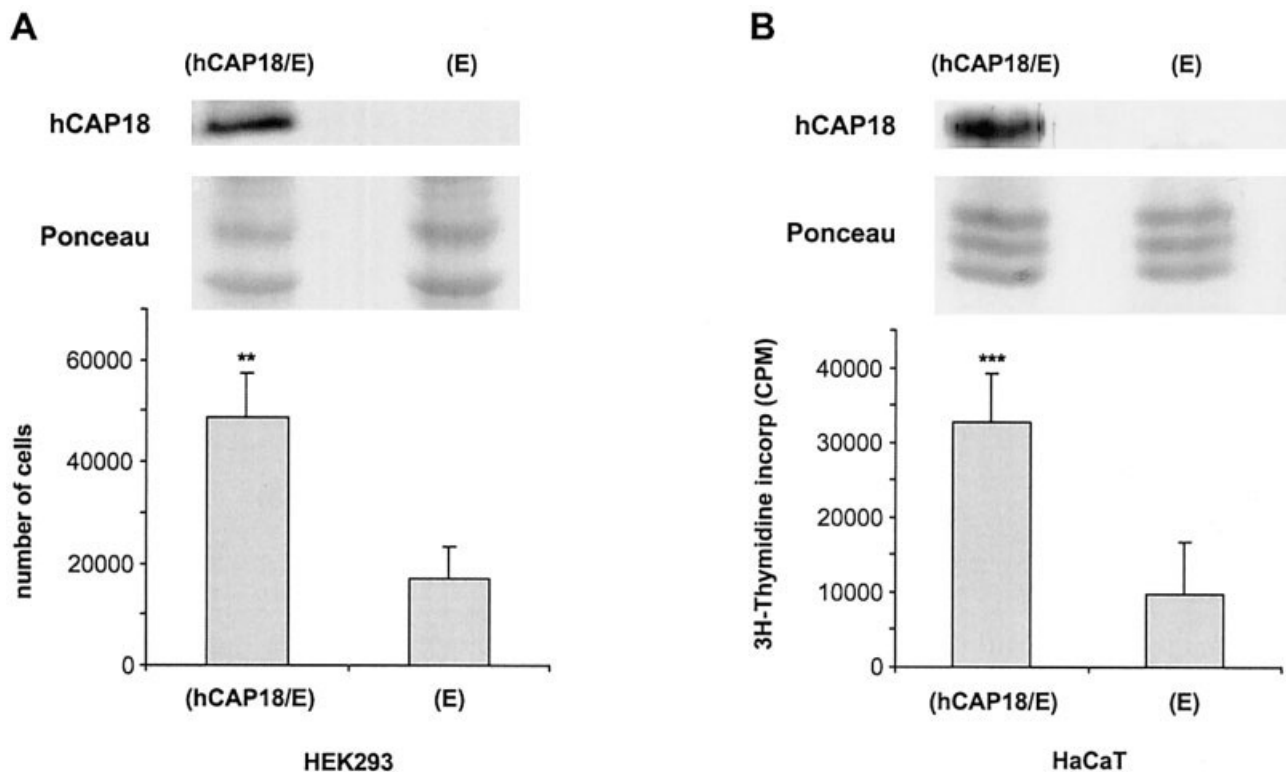 A
(hCAP18/E) (E)
hCAP18
Ponceau
number of cells
60000
40000
20000
0
**
(hCAP18/E) (E)
HEK293
B
(hCAP18/E) (E)
hCAP18
Ponceau
3H-Thymidine incorp (CPM)
40000
30000
20000
10000
0
***
(hCAP18/E) (E)
HaCaT